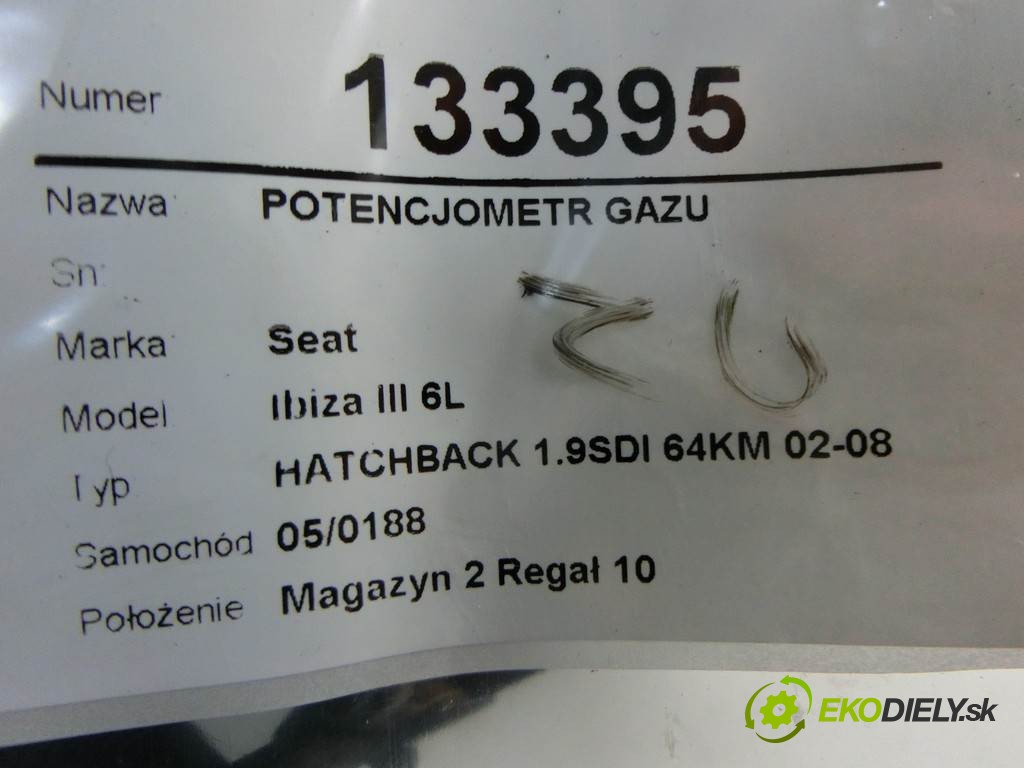 Numer 133395
Nazwa POTENCJOMETR GAZU
Sn:
Marka Seat
Model Ibiza III 6L
Typ HATCHBACK 1.9SDI 64KM 02-08
Samochód 05/0188
Położenie Magazyn 2 Regał 10
EKODIELY.sk